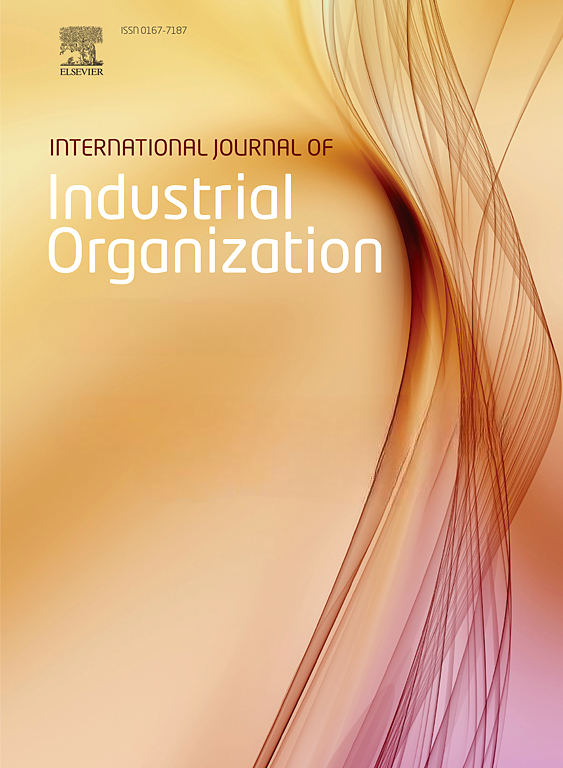 ISSN 0167-7187
ELSEVIER
INTERNATIONAL JOURNAL OF
Industrial
Organization